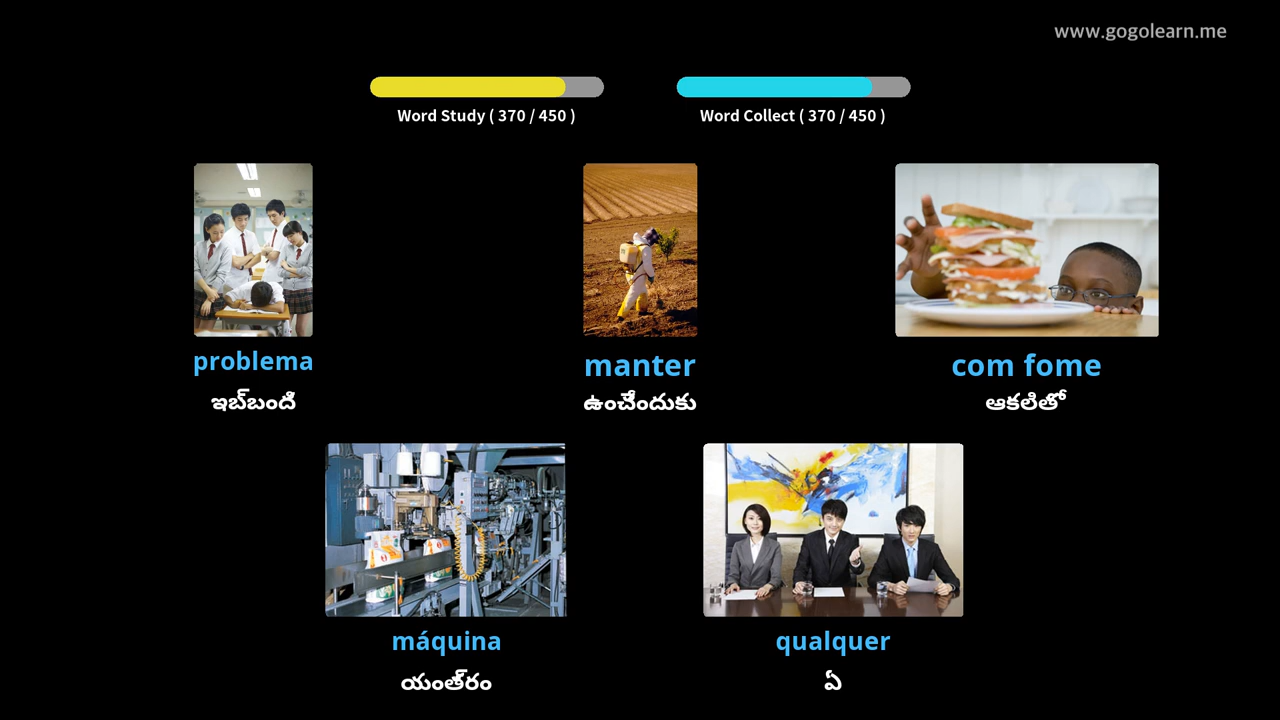 www.gogolearn.me
Word Study ( 370 / 450 )
Word Collect ( 370 / 450 )
problema
manter
com fome
ఇబ్బంది
ఉంచేందుకు
ఆకలితో
máquina
qualquer
యంత్రం
ఏ